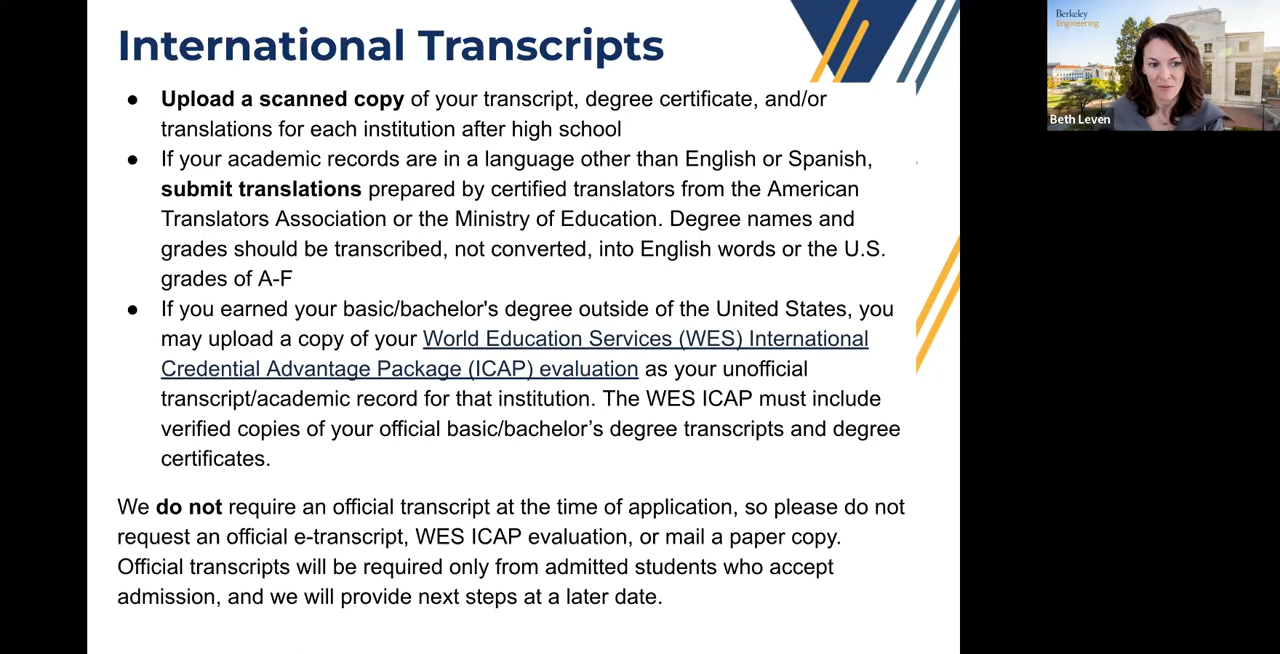 International Transcripts
● Upload a scanned copy of your transcript, degree certificate, and/or
translations for each institution after high school
● If your academic records are in a language other than English or Spanish,
submit translations prepared by certified translators from the American
Translators Association or the Ministry of Education. Degree names and
grades should be transcribed, not converted, into English words or the U.S.
grades of A-F
● If you earned your basic/bachelor's degree outside of the United States, you
may upload a copy of your World Education Services (WES) International
Credential Advantage Package (ICAP) evaluation as your unofficial
transcript/academic record for that institution. The WES ICAP must include
verified copies of your official basic/bachelor’s degree transcripts and degree
certificates.
We do not require an official transcript at the time of application, so please do not
request an official e-transcript, WES ICAP evaluation, or mail a paper copy.
Official transcripts will be required only from admitted students who accept
admission, and we will provide next steps at a later date.
Berkeley
Engineering
Beth Leven